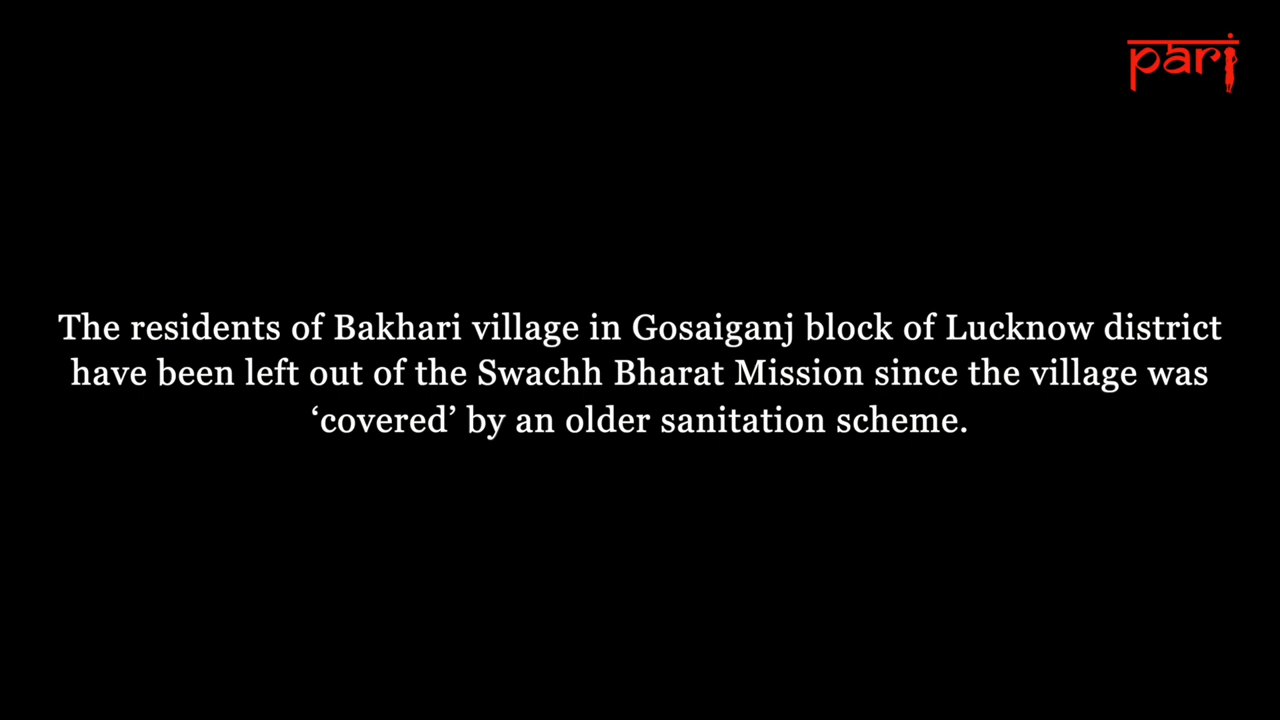 pari
The residents of Bakhari village in Gosaiganj block of Lucknow district
have been left out of the Swachh Bharat Mission since the village was
‘covered’ by an older sanitation scheme.